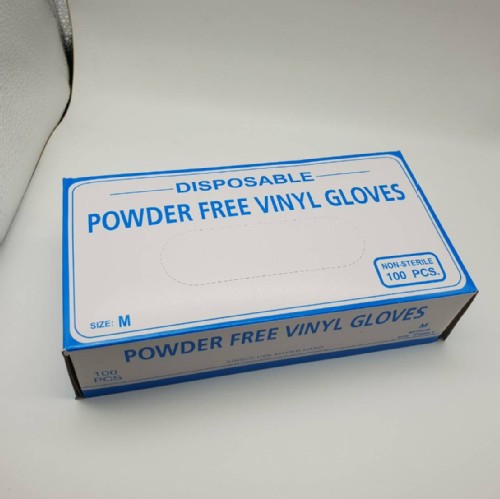 DISPOSABLE
POWDER FREE VINYL GLOVES
NON-STERILE
100 PCS.
SIZE: M
POWDER FREE VINYL GLOVES
100
PCS
M